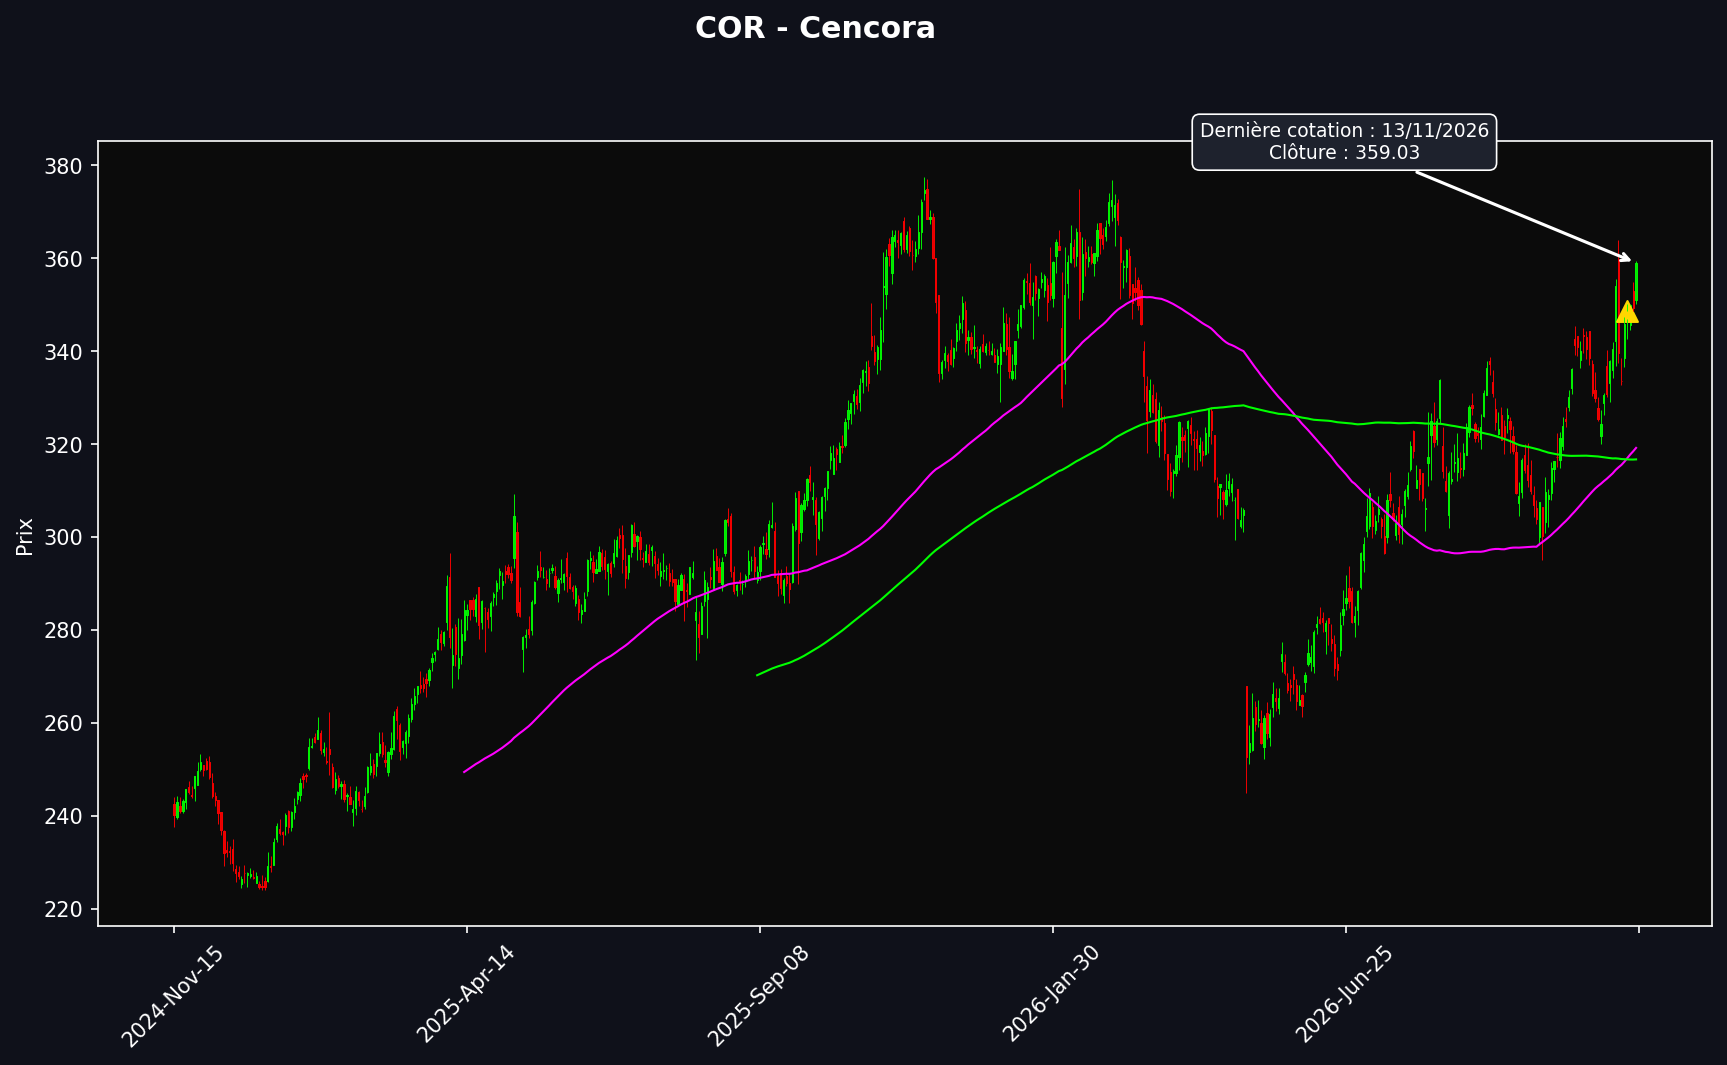 COR - Cencora
Dernière cotation : 13/11/2026
Clôture : 359.03
Prix
380
360
340
320
300
280
260
240
220
2024-Nov-15
2025-Apr-14
2025-Sep-08
2026-Jan-30
2026-Jun-25